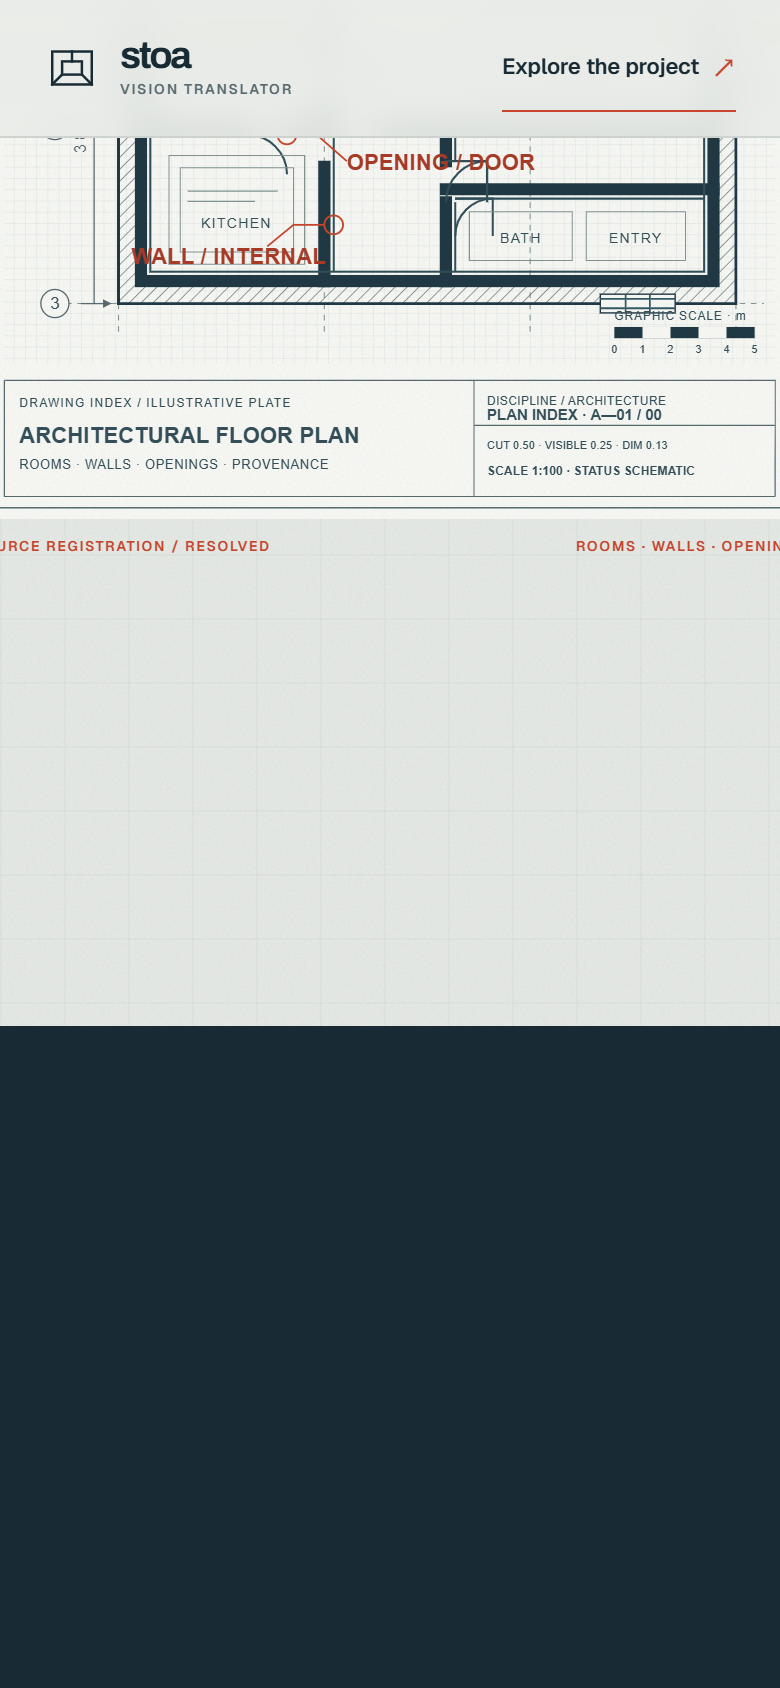 stoa
VISION TRANSLATOR
Explore the project ↗
OPENING / DOOR
KITCHEN
WALL / INTERNAL
BATH
ENTRY
3
GRAPHIC SCALE · m
0 1 2 3 4 5
DRAWING INDEX / ILLUSTRATIVE PLATE
ARCHITECTURAL FLOOR PLAN
ROOMS · WALLS · OPENINGS · PROVENANCE
DISCIPLINE / ARCHITECTURE
PLAN INDEX · A—01 / 00
CUT 0.50 · VISIBLE 0.25 · DIM 0.13
SCALE 1:100 · STATUS SCHEMATIC
URCE REGISTRATION / RESOLVED
ROOMS · WALLS · OPENIN